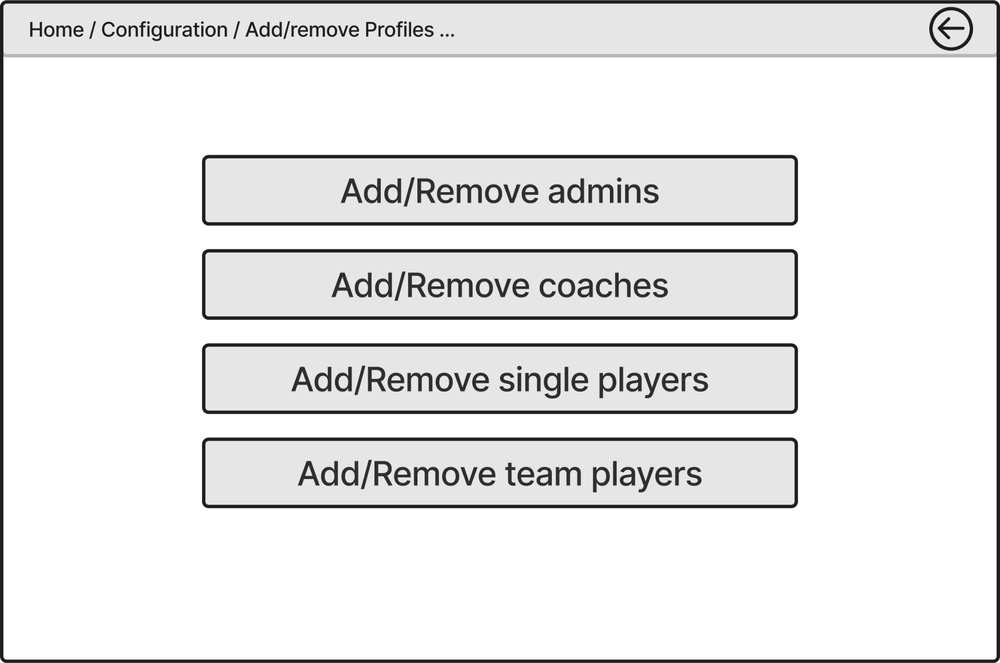 Home / Configuration / Add/remove Profiles ...
Add/Remove admins
Add/Remove coaches
Add/Remove single players
Add/Remove team players